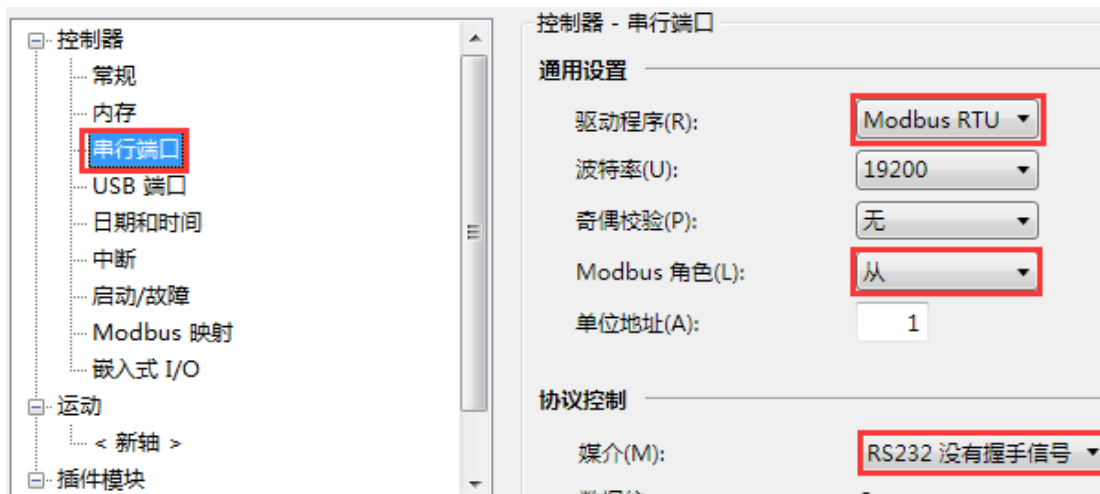 控制器
常规
内存
串行端口
USB 端口
日期和时间
中断
启动/故障
Modbus 映射
嵌入式 I/O
运动
< 新轴 >
插件模块
控制器 - 串行端口
通用设置
驱动程序(R): Modbus RTU
波特率(U): 19200
奇偶校验(P): 无
Modbus 角色(L): 从
单位地址(A): 1
协议控制
媒介(M): RS232 没有握手信号